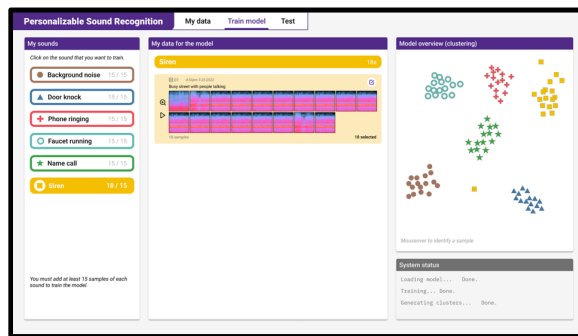 Personalizable Sound Recognition
My data
Train model
Test
My sounds
Click on the sound that you want to train.
Background noise 15 / 15
Door knock 15 / 15
Phone ringing 15 / 15
Faucet running 15 / 15
Name call 15 / 15
Siren 18 / 15
You must add at least 15 samples of each
sound to train the model.
My data for the model
Siren 18s
Busy street with people talking
18 samples
18 selected
Model overview (clustering)
Mouseover to identify a sample
System status
Loading model... Done.
Training... Done.
Generating clusters... Done.